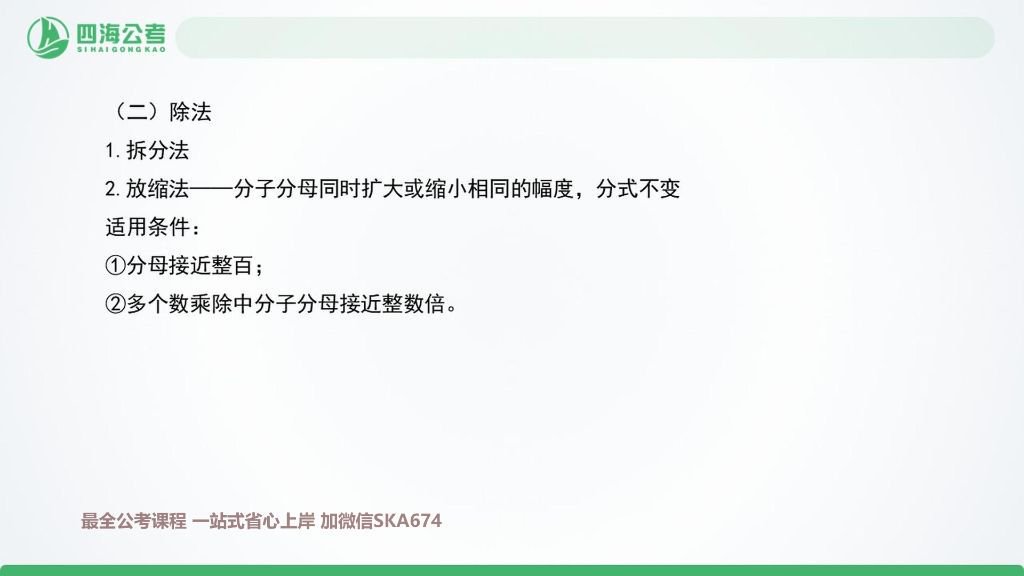 四海公考
SIHAIGONGKAO
（二）除法
1.拆分法
2.放缩法——分子分母同时扩大或缩小相同的幅度，分式不变
适用条件：
①分母接近整百；
②多个数乘除中分子分母接近整数倍。
最全公考课程 一站式省心上岸 加微信SKA674